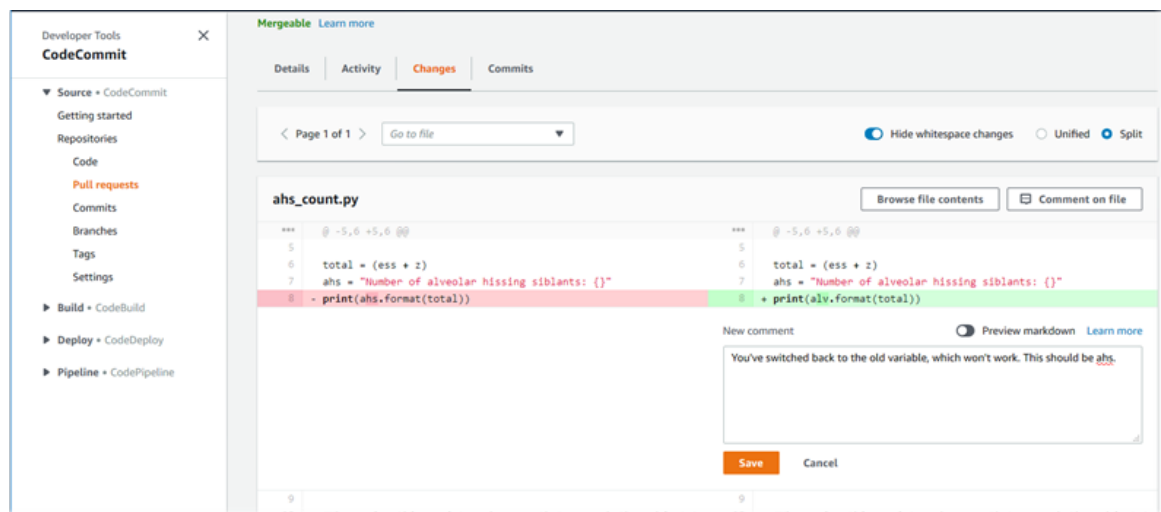 Developer Tools
CodeCommit
Source • CodeCommit
Getting started
Repositories
Code
Pull requests
Commits
Branches
Tags
Settings
Build • CodeBuild
Deploy • CodeDeploy
Pipeline • CodePipeline
Mergeable Learn more
Details Activity Changes Commits
Page 1 of 1 Go to file Hide whitespace changes Unified Split
ahs_count.py Browse file contents Comment on file
*** @ -5,6 +5,6 @@ *** @ -5,6 +5,6 @@
5 5
6 total = (ess + z) 6 total = (ess + z)
7 ahs = "Number of alveolar hissing siblants: {}" 7 ahs = "Number of alveolar hissing siblants: {}"
8 - print(ahs.format(total)) 8 + print(alv.format(total))
New comment Preview markdown Learn more
You've switched back to the old variable, which won't work. This should be ahs.
Save Cancel
9 9